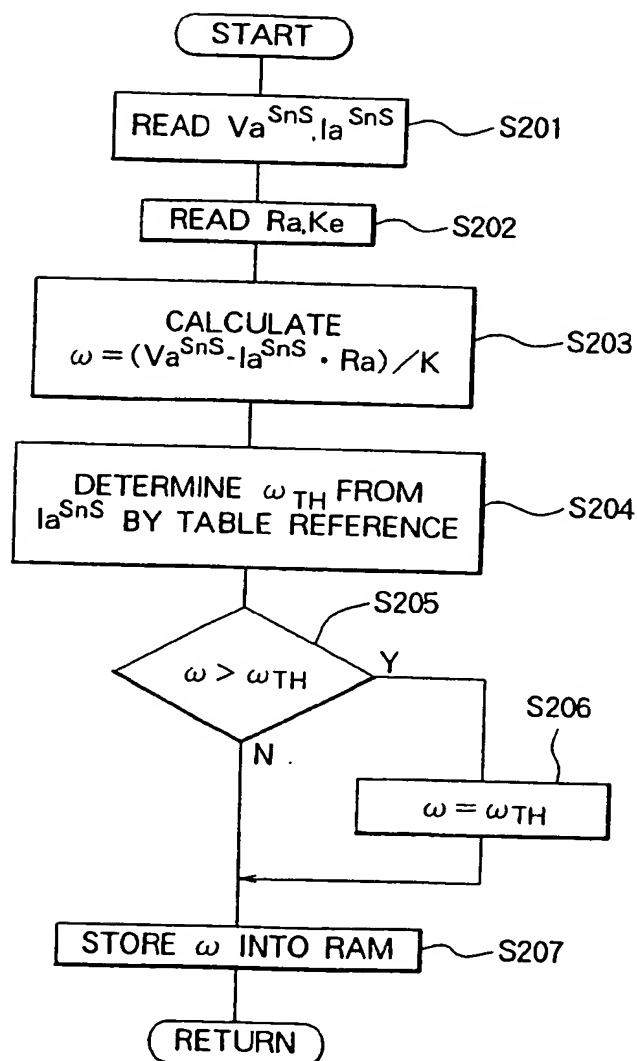 START
READ Va^SnS, Ia^SnS
S201
READ Ra,Ke
S202
CALCULATE
ω=(Va^SnS-Ia^SnS・Ra)/K
S203
DETERMINE ω_TH FROM
Ia^SnS BY TABLE REFERENCE
S204
S205
ω > ω_TH
Y
N
S206
ω = ω_TH
STORE ω INTO RAM
S207
RETURN